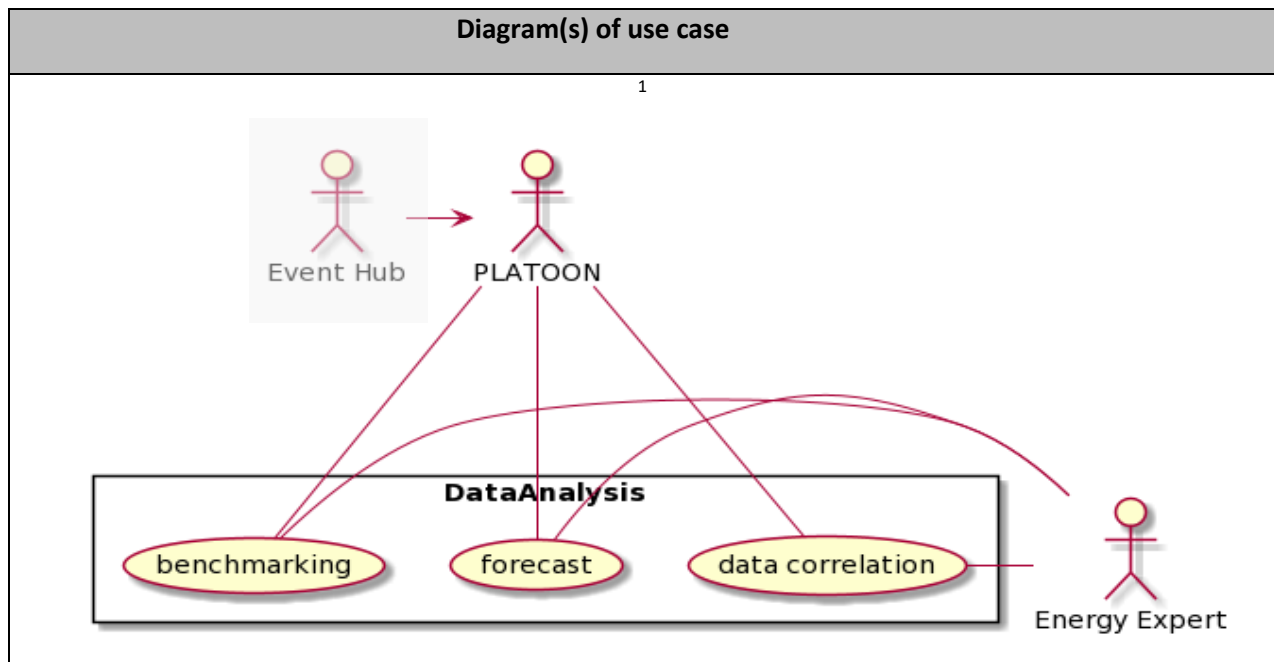 Diagram(s) of use case
1
Event Hub
PLATOON
DataAnalysis
benchmarking
forecast
data correlation
Energy Expert